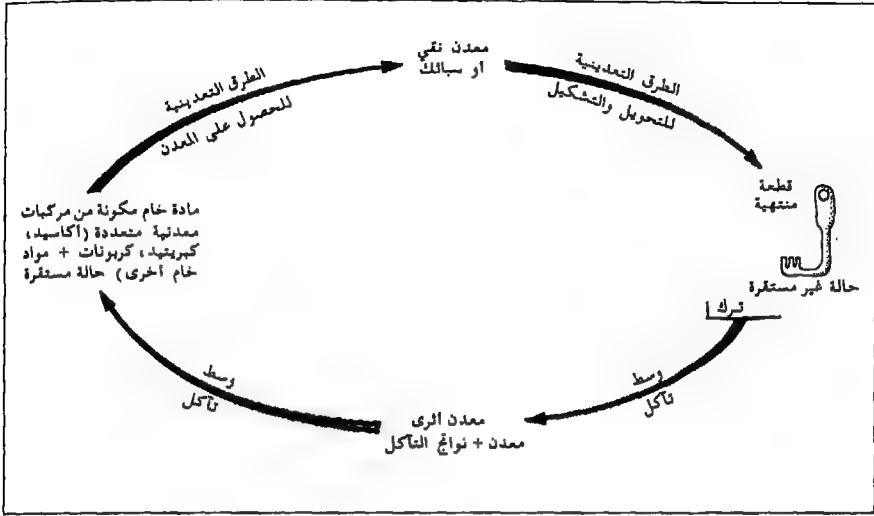 معدن نقي
أو سبائك
الطرق التعدينية
للتحويل والتشكيل
قطعة
منتهية
حالة غير مستقرة
ترك
وسط
تآكل
معدن أثرى
معدن + نواتج التآكل
وسط
تآكل
مادة خام مكونة من مركبات
معدنية متعددة (أكاسيد،
كبريتيد، كربونات + مواد
خام أخرى) حالة مستقرة
الطرق التعدينية
للحصول على المعدن